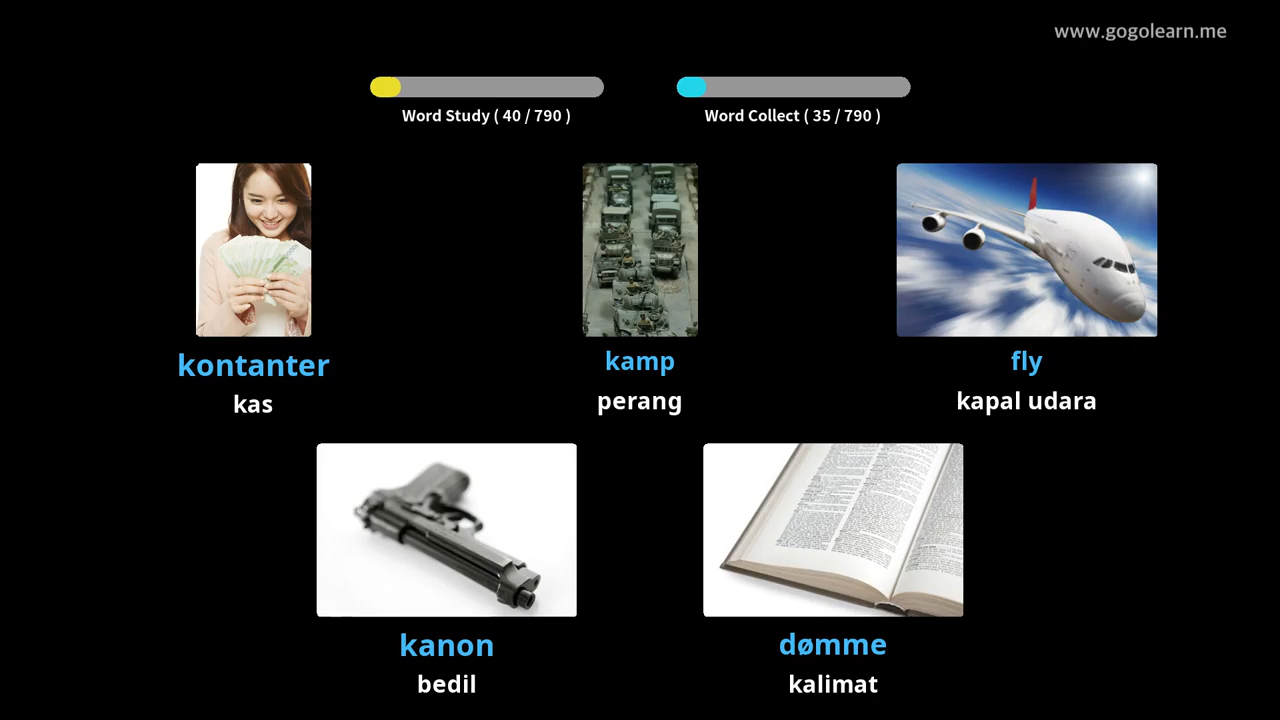 www.gogolearn.me
Word Study ( 40 / 790 )
Word Collect ( 35 / 790 )
kontanter
kas
kamp
perang
fly
kapal udara
kanon
bedil
dømme
kalimat